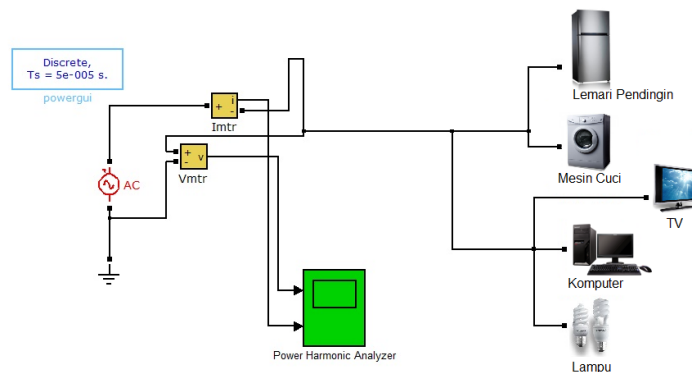 Discrete,
Ts = 5e-005 s.
powergui
+
i
-
Imtr
+
-
v
Vmtr
AC
Lemari Pendingin
Mesin Cuci
TV
Komputer
Lampu
Power Harmonic Analyzer